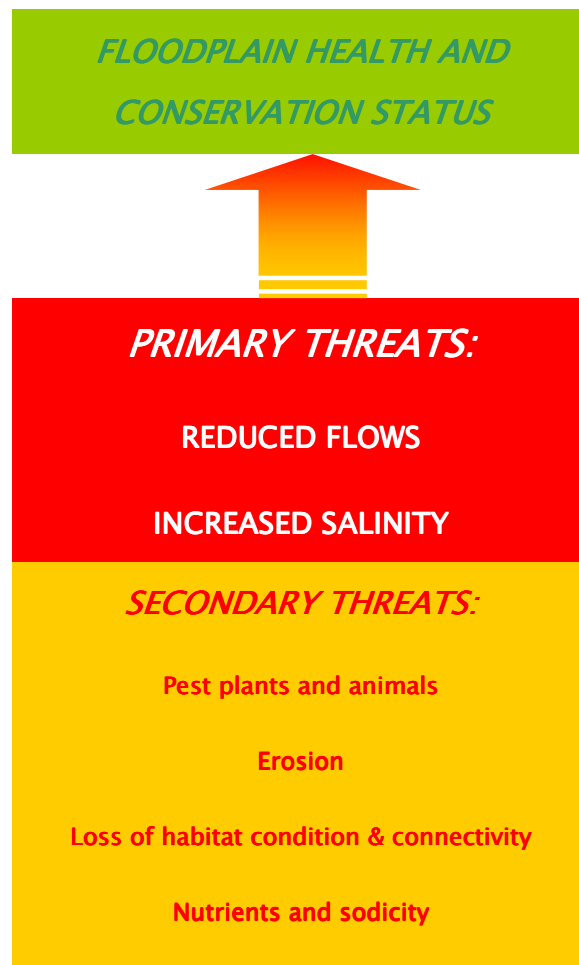 FLOODPLAIN HEALTH AND
CONSERVATION STATUS
PRIMARY THREATS:
REDUCED FLOWS
INCREASED SALINITY
SECONDARY THREATS:
Pest plants and animals
Erosion
Loss of habitat condition & connectivity
Nutrients and sodicity